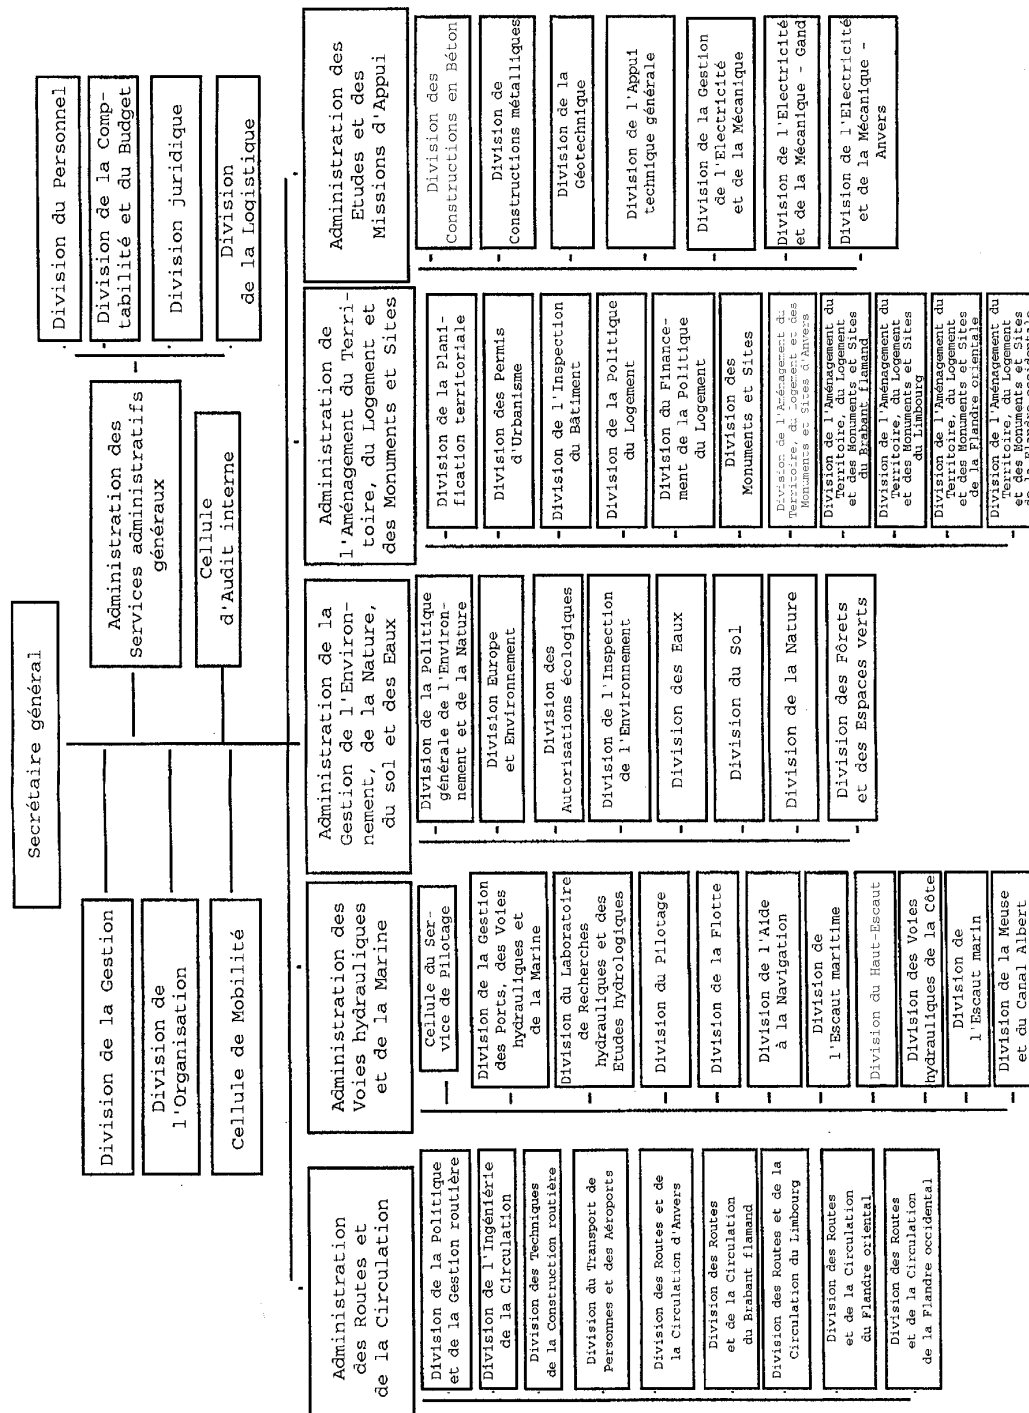 Secrétaire général
Division de la Gestion
Division de
l'Organisation
Cellule de Mobilité
Administration des
Services administratifs
généraux
Cellule
d'Audit interne
Division du Personnel
Division de la Comp-
tabilité et du Budget
Division juridique
Division
de la Logistique
Administration
des Routes et
de la Circulation
Division de la Politique
et de la Gestion routière
Division de l'Ingéniérie
de la Circulation
Division des Techniques
de la Construction routière
Division du Transport de
Personnes et des Aéroports
Division des Routes et de
la Circulation d'Anvers
Division des Routes
et de la Circulation
du Brabant flamand
Division des Routes et de la
Circulation du Limbourg
Division des Routes
et de la Circulation
du Flandre oriental
Division des Routes
et de la Circulation
de la Flandre occidental
Administration des
Voies hydrauliques
et de la Marine
Cellule du Ser-
vice de Pilotage
Division de la Gestion
des Ports, des Voies
hydrauliques et
de la Marine
Division du Laboratoire
de Recherches
hydrauliques et des
Etudes hydrologiques
Division du Pilotage
Division de la Flotte
Division de l'Aide
à la Navigation
Division de
l'Escaut maritime
Division du Haut-Escaut
Division des Voies
hydrauliques de la Côte
Division de
l'Escaut marin
Division de la Meuse
et du Canal Albert
Administration de la
Gestion de l'Environ-
nement, de la Nature,
du sol et des Eaux
Division de la Politique
générale de l'Environ-
nement et de la Nature
Division Europe
et Environnement
Division des
Autorisations écologiques
Division de l'Inspection
de l'Environnement
Division des Eaux
Division du Sol
Division de la Nature
Division des Fôrets
et des Espaces verts
Administration de
l'Aménagement du Terri-
toire, du Logement et
des Monuments et Sites
Division de la Plani-
fication territoriale
Division des Permis
d'Urbanisme
Division de l'Inspection
du Bâtiment
Division de la Politique
du Logement
Division du Finance-
ment de la Politique
du Logement
Division des
Monuments et Sites
Division de l'Aménagement du
Territoire, du Logement et des
Monuments et Sites d'Anvers
Division de l'Aménagement du
Territoire, du Logement
et des Monuments et Sites
du Brabant flamand
Division de l'Aménagement du
Territoire, du Logement
et des Monuments et Sites
du Limbourg
Division de l'Aménagement du
Territoire, du Logement
et des Monuments et Sites
de la Flandre orientale
Division de l'Aménagement du
Territoire, du Logement
et des Monuments et Sites
de la Flandre occidentale
Administration des
Etudes et des
Missions d'Appui
Division des
Constructions en Béton
Division de
Constructions métalliques
Division de la
Géotechnique
Division de l'Appui
technique générale
Division de la Gestion
de l'Electricité
et de la Mécanique
Division de l'Electricité
et de la Mécanique - Gand
Division de l'Electricité
et de la Mécanique -
Anvers